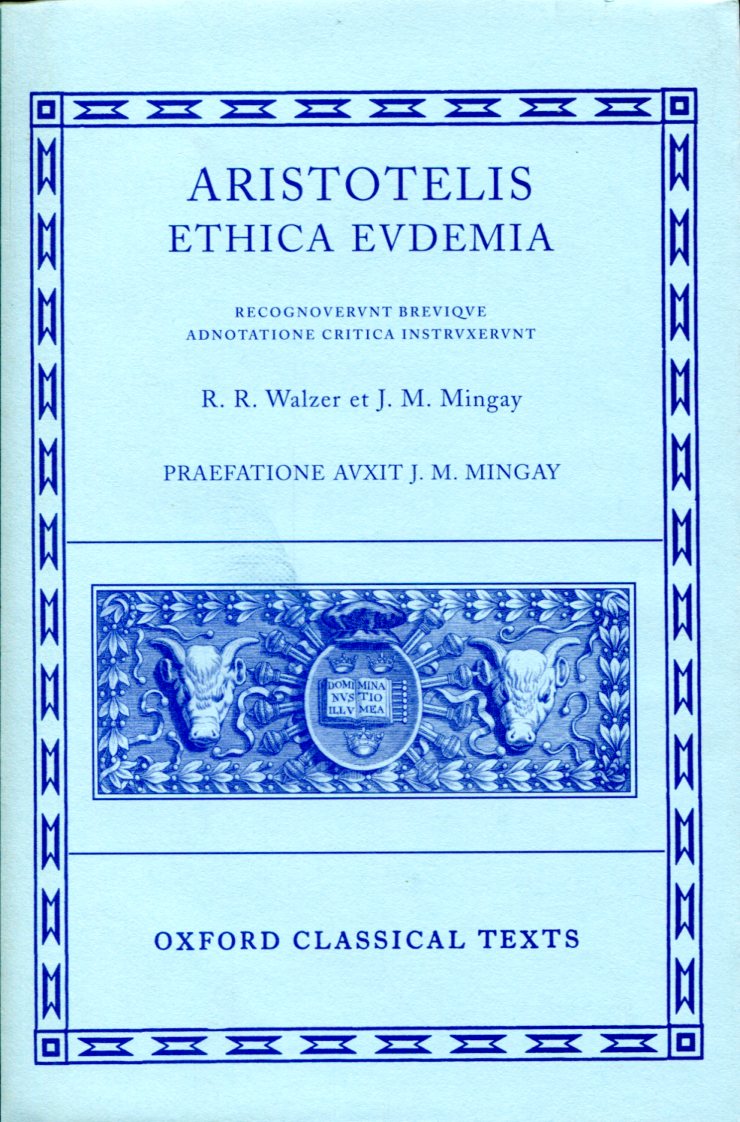 ARISTOTELIS
ETHICA EVDEMIA
RECOGNOVERVNT BREVIQVE
ADNOTATIONE CRITICA INSTRVXERVNT
R. R. Walzer et J. M. Mingay
PRAEFATIONE AVXIT J. M. MINGAY
DOMI MINA
NVS TIO
ILLV MEA
OXFORD CLASSICAL TEXTS